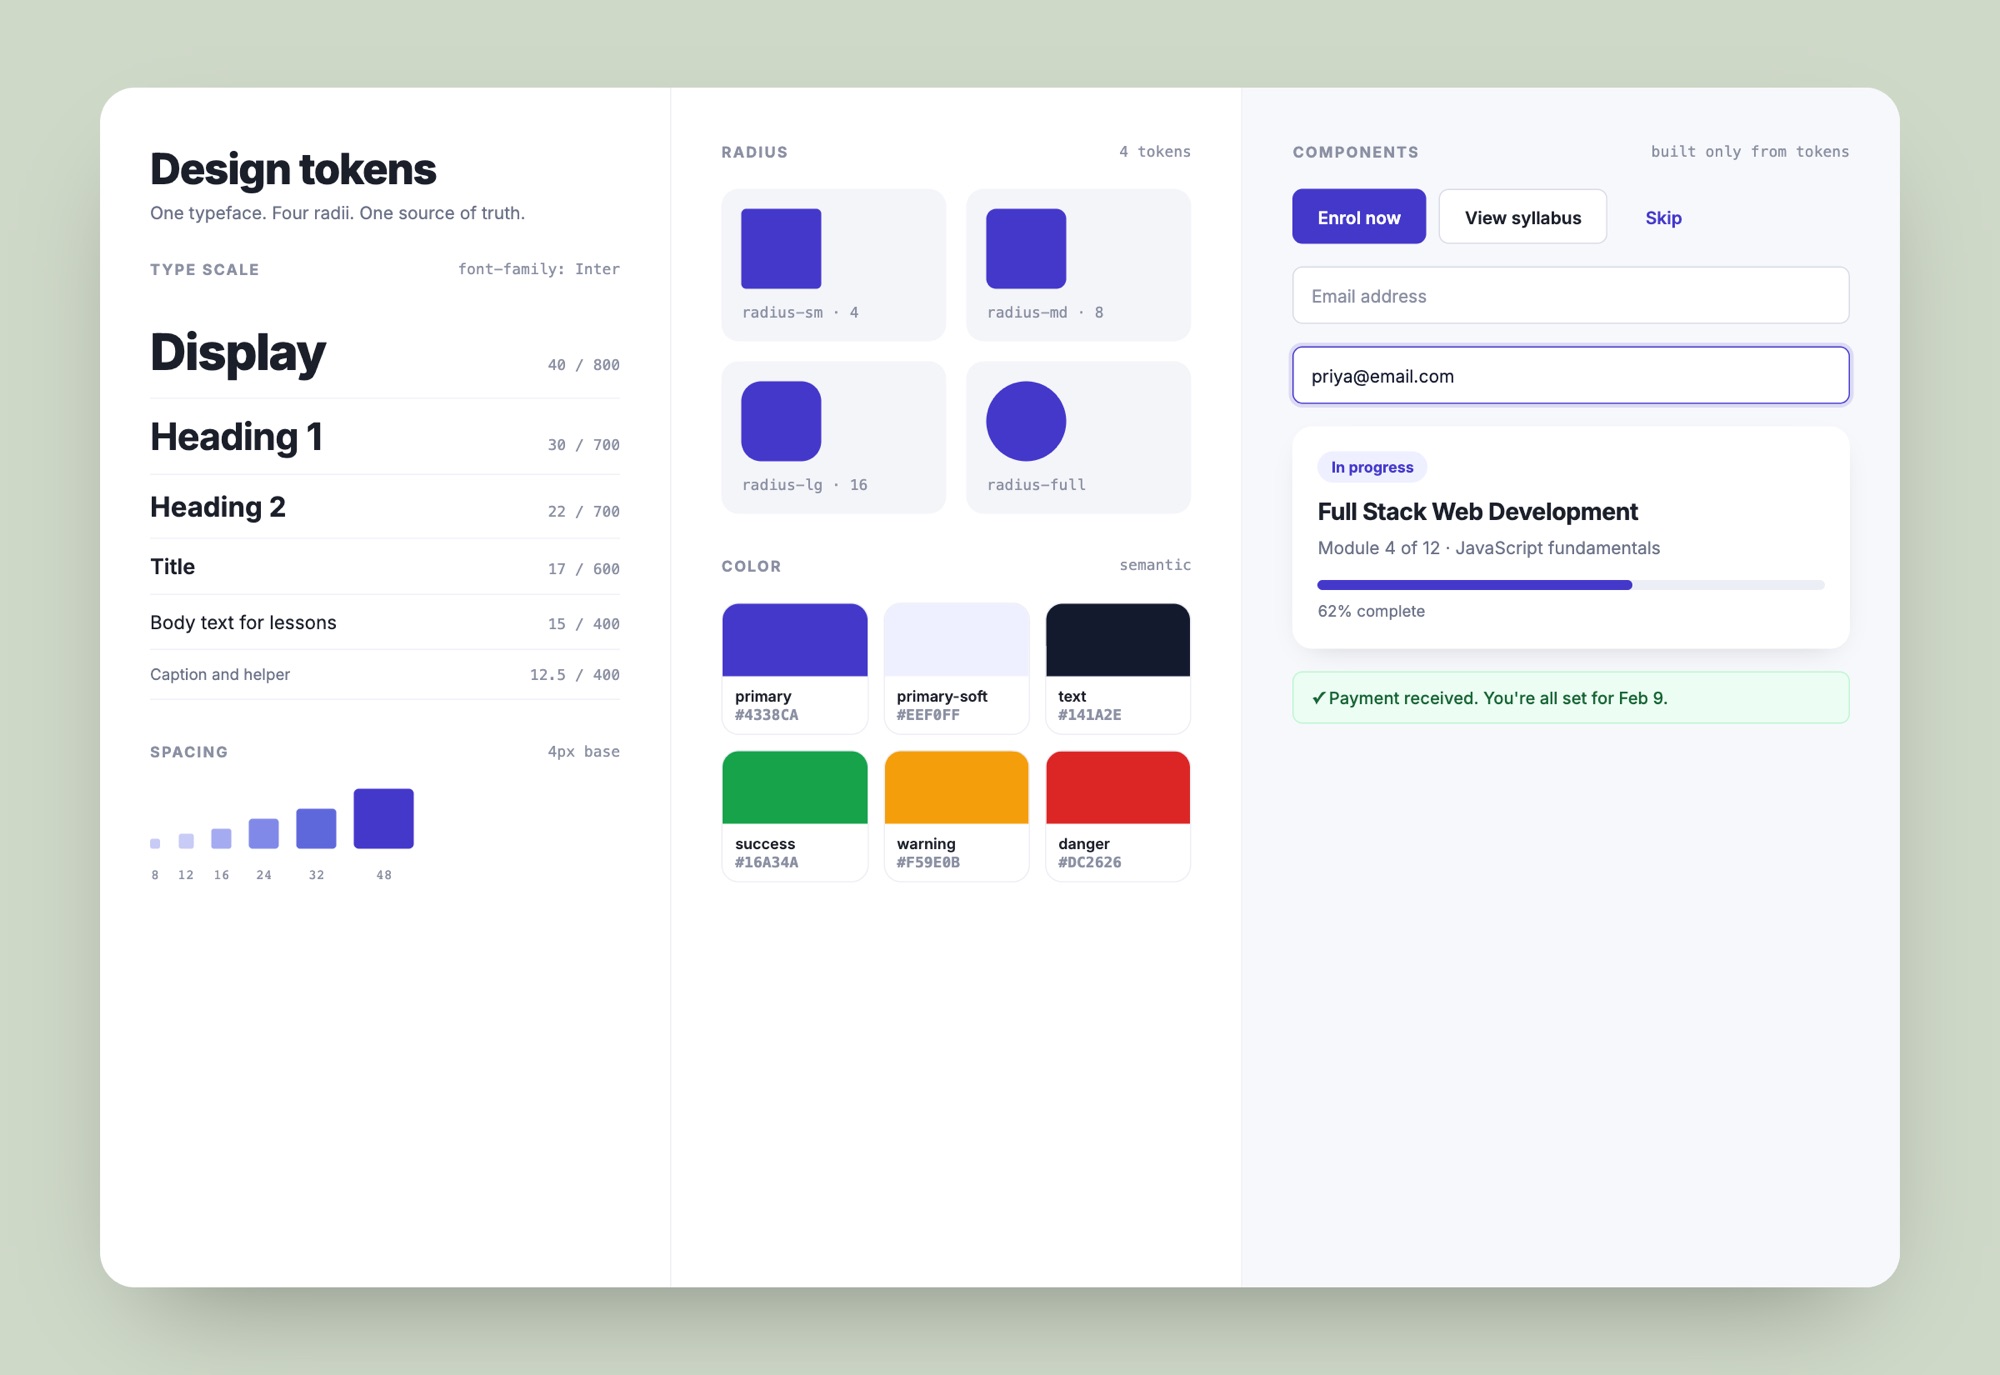 Design tokens
One typeface. Four radii. One source of truth.
TYPE SCALE font-family: Inter
Display 40 / 800
Heading 1 30 / 700
Heading 2 22 / 700
Title 17 / 600
Body text for lessons 15 / 400
Caption and helper 12.5 / 400
SPACING 4px base
8 12 16 24 32 48
RADIUS 4 tokens
radius-sm · 4 radius-md · 8
radius-lg · 16 radius-full
COLOR semantic
primary primary-soft text
#4338CA #EEF0FF #141A2E
success warning danger
#16A34A #F59E0B #DC2626
COMPONENTS built only from tokens
Enrol now View syllabus Skip
Email address
priya@email.com
In progress
Full Stack Web Development
Module 4 of 12 · JavaScript fundamentals
62% complete
✓ Payment received. You're all set for Feb 9.